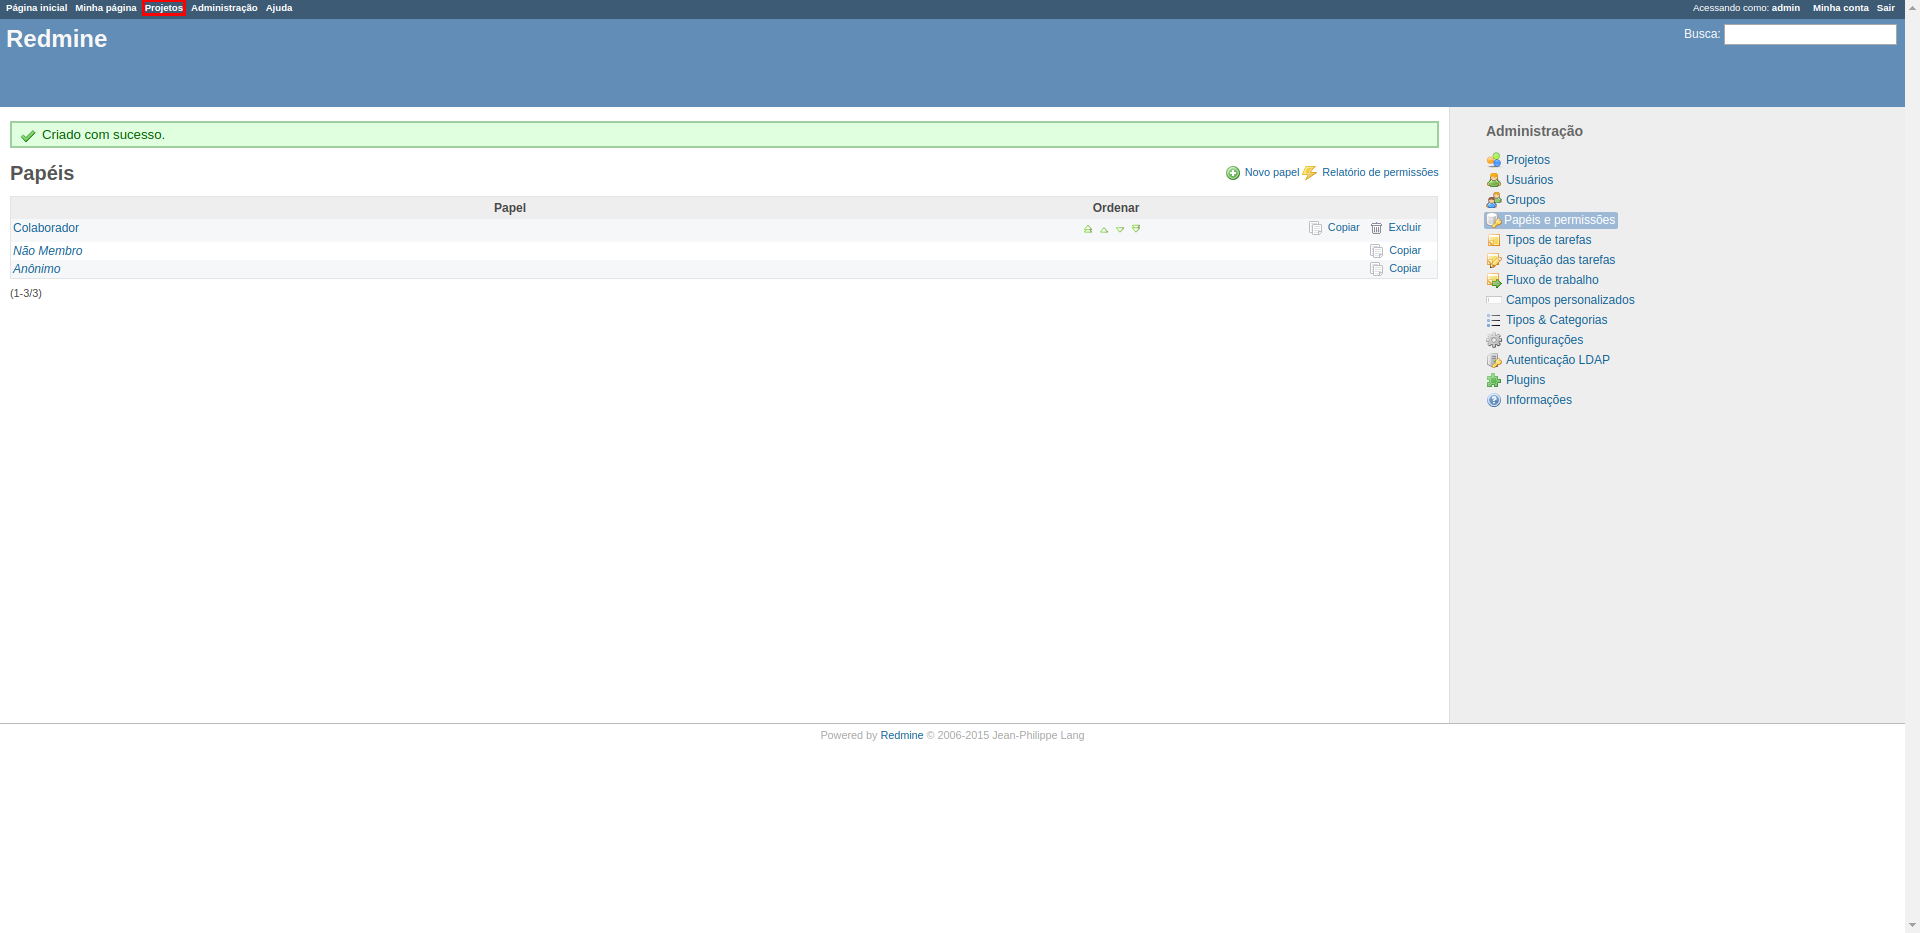 Página inicial Minha página Projetos Administração Ajuda Acessando como: admin Minha conta Sair
Redmine Busca:
Criado com sucesso.
Papéis Novo papel Relatório de permissões
Papel Ordenar
Colaborador Copiar Excluir
Não Membro Copiar
Anônimo Copiar
(1-3/3)
Administração
Projetos
Usuários
Grupos
Papéis e permissões
Tipos de tarefas
Situação das tarefas
Fluxo de trabalho
Campos personalizados
Tipos & Categorias
Configurações
Autenticação LDAP
Plugins
Informações
Powered by Redmine © 2006-2015 Jean-Philippe Lang